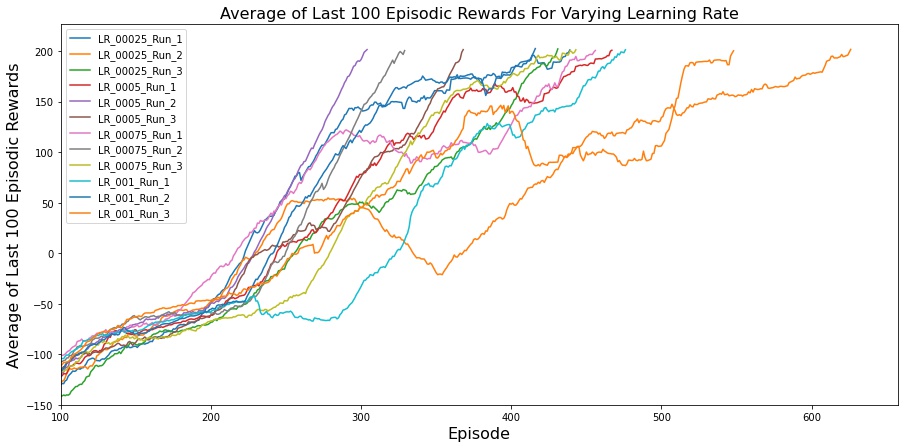 Average of Last 100 Episodic Rewards For Varying Learning Rate
Average of Last 100 Episodic Rewards
200
150
100
50
0
−50
−100
−150
LR_00025_Run_1
LR_00025_Run_2
LR_00025_Run_3
LR_0005_Run_1
LR_0005_Run_2
LR_0005_Run_3
LR_00075_Run_1
LR_00075_Run_2
LR_00075_Run_3
LR_001_Run_1
LR_001_Run_2
LR_001_Run_3
100 200 300 400 500 600
Episode